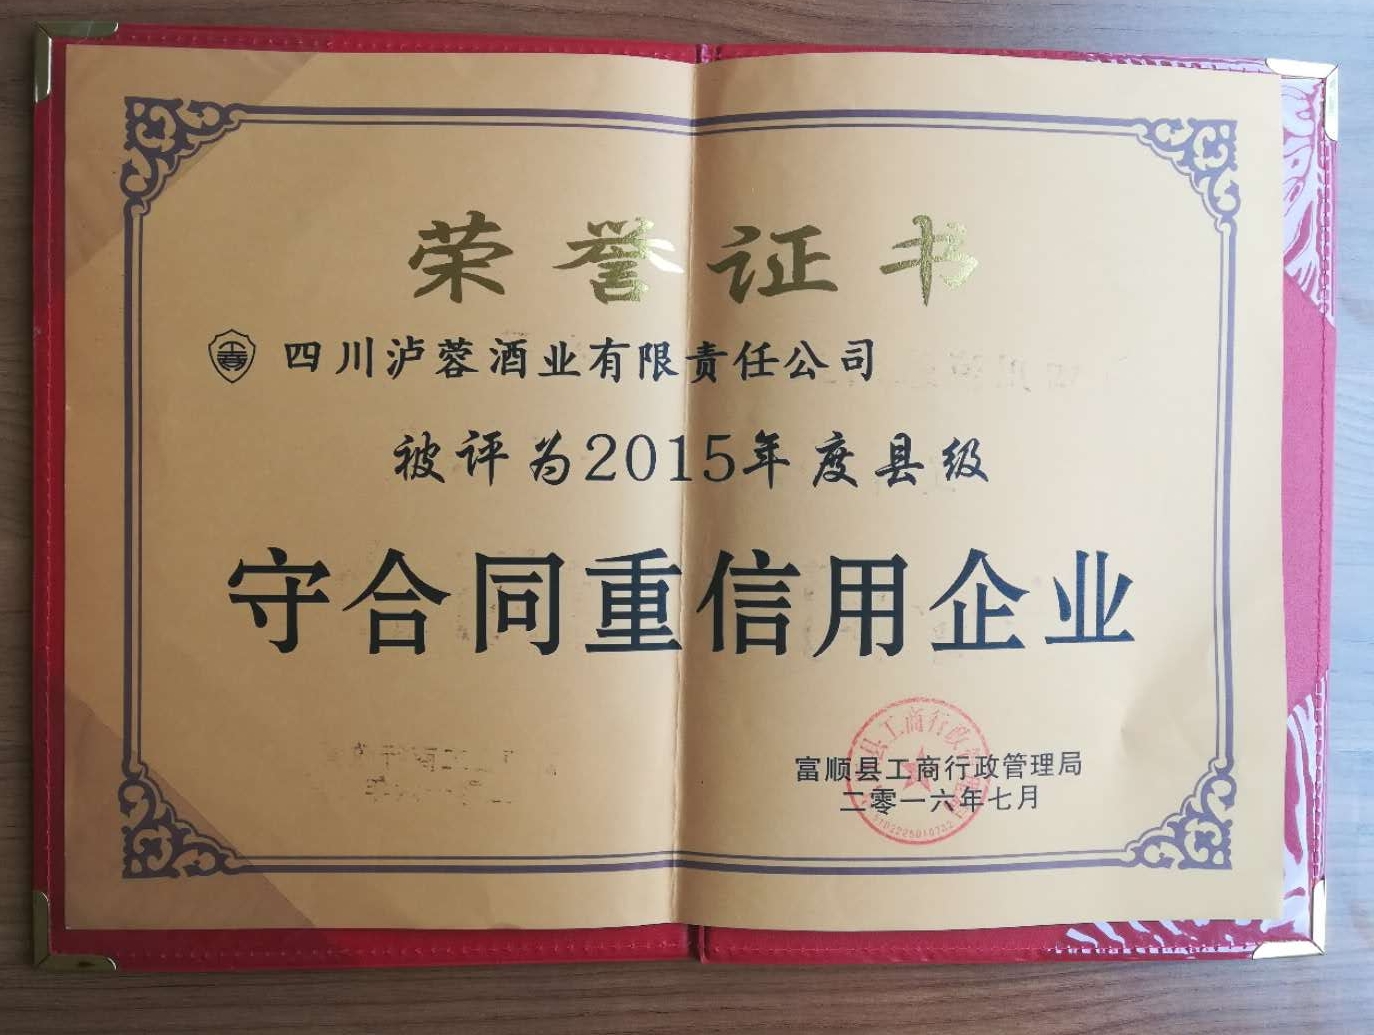 荣誉证书
四川泸蓉酒业有限责任公司
被评为2015年度县级
守合同重信用企业
富顺县工商行政管理局
二零一六年七月